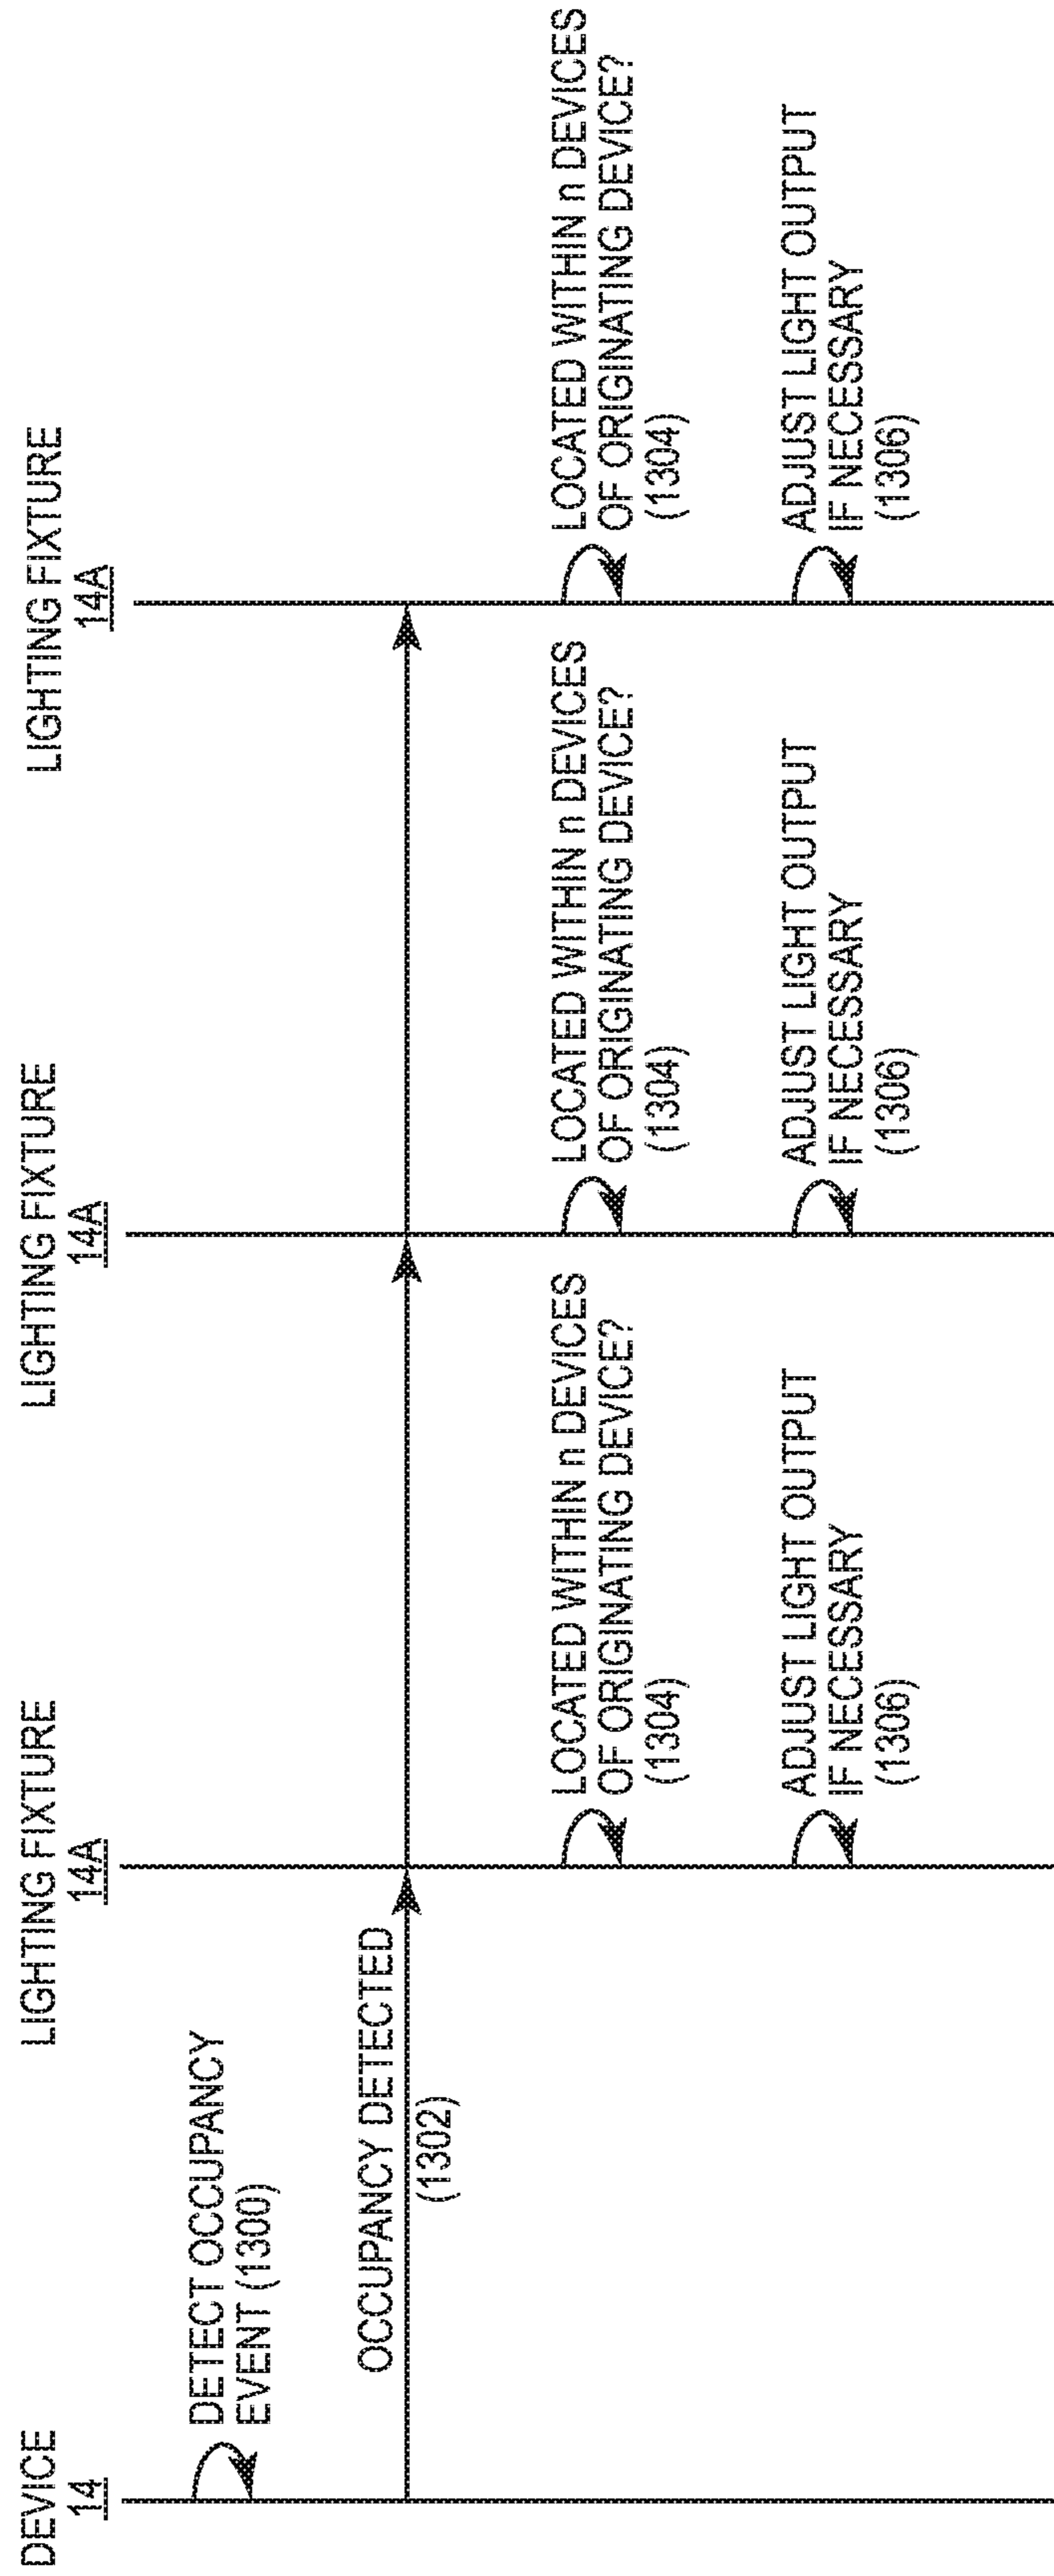 DEVICE
14
LIGHTING FIXTURE
14A
LIGHTING FIXTURE
14A
LIGHTING FIXTURE
14A
DETECT OCCUPANCY
EVENT (1300)
OCCUPANCY DETECTED
(1302)
LOCATED WITHIN n DEVICES
OF ORIGINATING DEVICE?
(1304)
LOCATED WITHIN n DEVICES
OF ORIGINATING DEVICE?
(1304)
LOCATED WITHIN n DEVICES
OF ORIGINATING DEVICE?
(1304)
ADJUST LIGHT OUTPUT
IF NECESSARY
(1306)
ADJUST LIGHT OUTPUT
IF NECESSARY
(1306)
ADJUST LIGHT OUTPUT
IF NECESSARY
(1306)